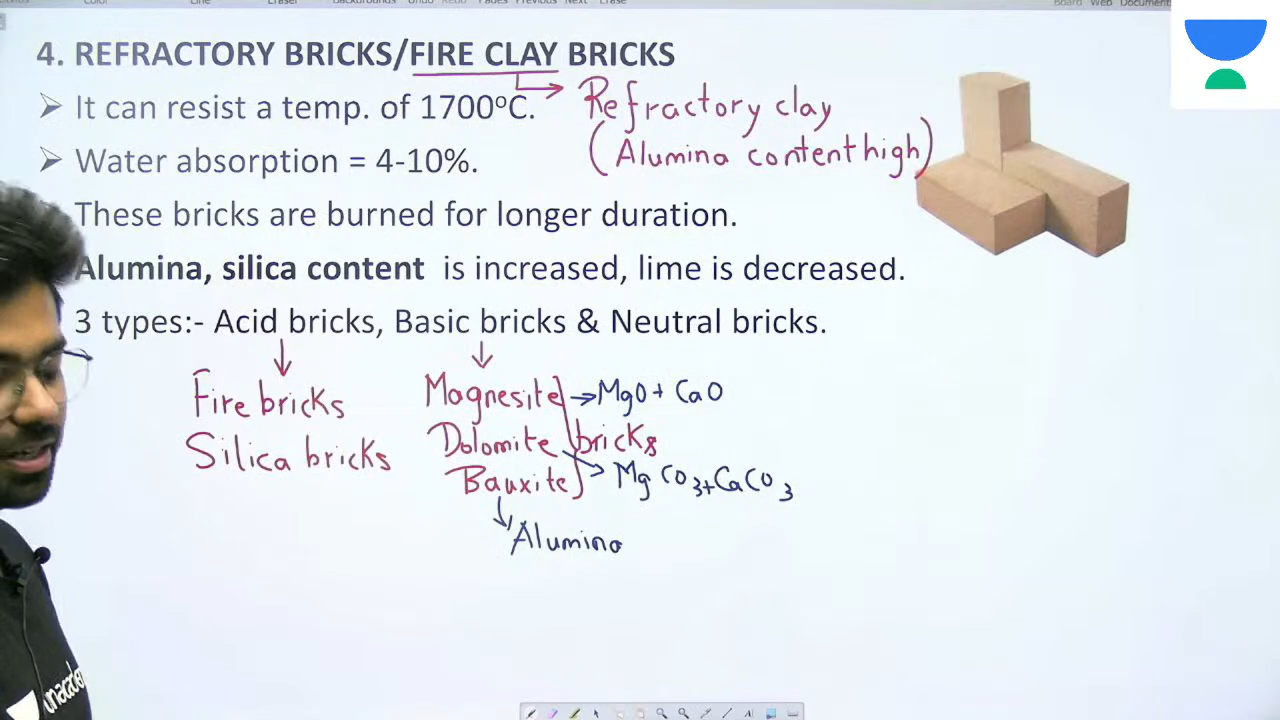 4. REFRACTORY BRICKS/FIRE CLAY BRICKS
It can resist a temp. of 1700°C.
Refractory clay
(Alumina content high)
Water absorption = 4-10%.
These bricks are burned for longer duration.
Alumina, silica content is increased, lime is decreased.
3 types:- Acid bricks, Basic bricks & Neutral bricks.
Fire bricks
Silica bricks
Magnesite → MgO + CaO
Dolomite bricks
Bauxite
MgCO3+CaCO3
Alumina
unacade